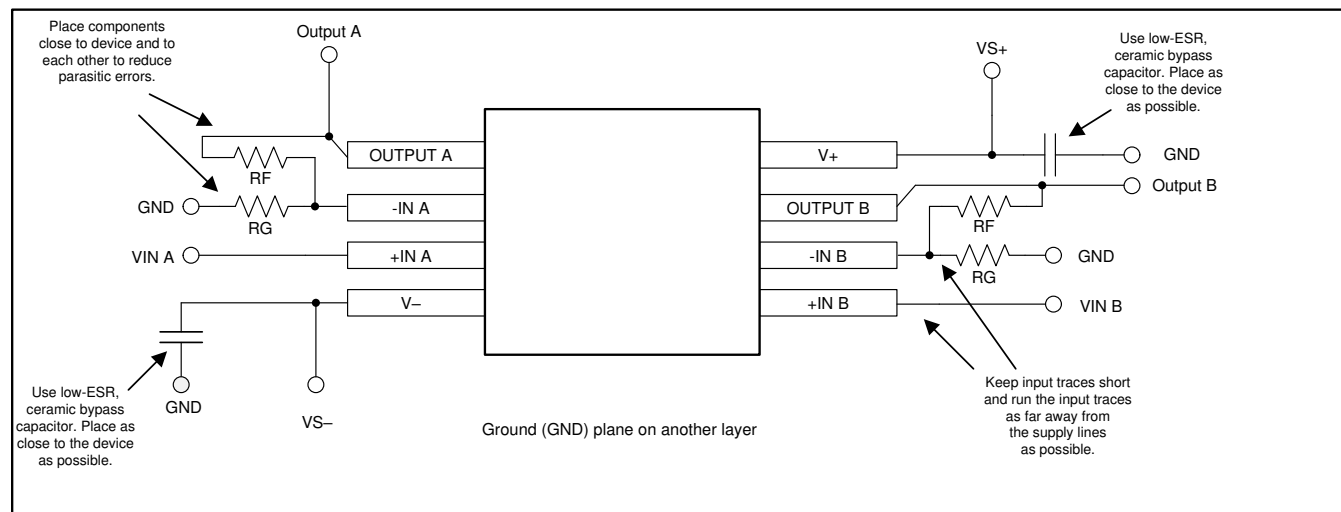 Place components
close to device and to
each other to reduce
parasitic errors.
Output A
VS+
Use low-ESR,
ceramic bypass
capacitor. Place as
close to the device
as possible.
OUTPUT A
V+
GND
RF
Output B
GND
-IN A
OUTPUT B
RG
RF
VIN A
+IN A
-IN B
GND
RG
V–
+IN B
VIN B
Use low-ESR,
ceramic bypass
capacitor. Place as
close to the device
as possible.
GND
VS–
Ground (GND) plane on another layer
Keep input traces short
and run the input traces
as far away from
the supply lines
as possible.